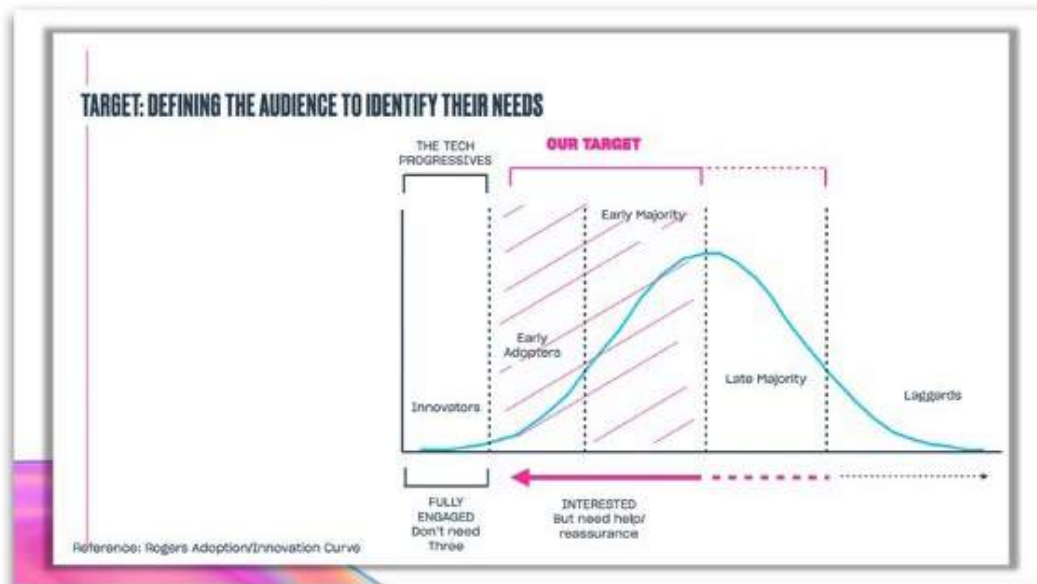 TARGET: DEFINING THE AUDIENCE TO IDENTIFY THEIR NEEDS
THE TECH
PROGRESSIVES
OUR TARGET
Early Majority
Early
Adopters
Innovators
Late Majority
Laggards
FULLY
ENGAGED
Don't need
Three
INTERESTED
But need help/
reassurance
Reference: Rogers Adoption/Innovation Curve